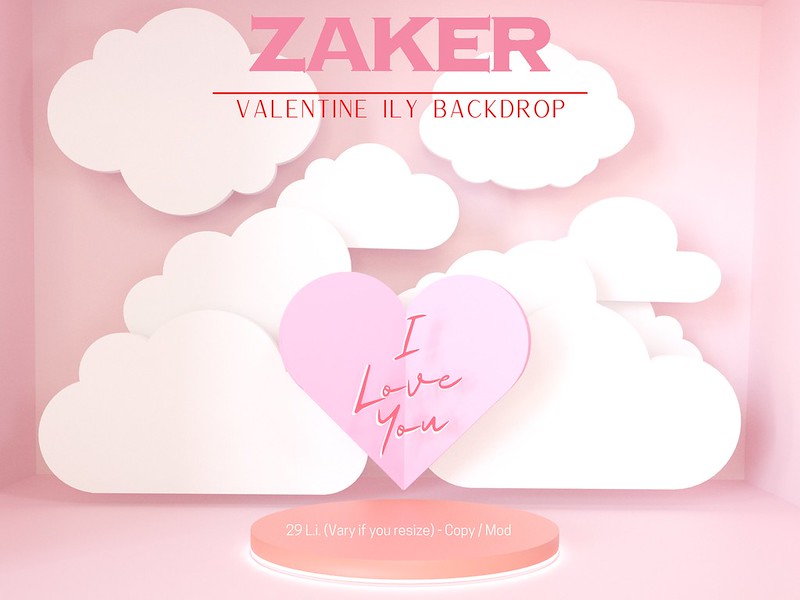 ZAKER
VALENTINE ILY BACKDROP
I
Love
You
29 L.i. (Vary if you resize) - Copy / Mod